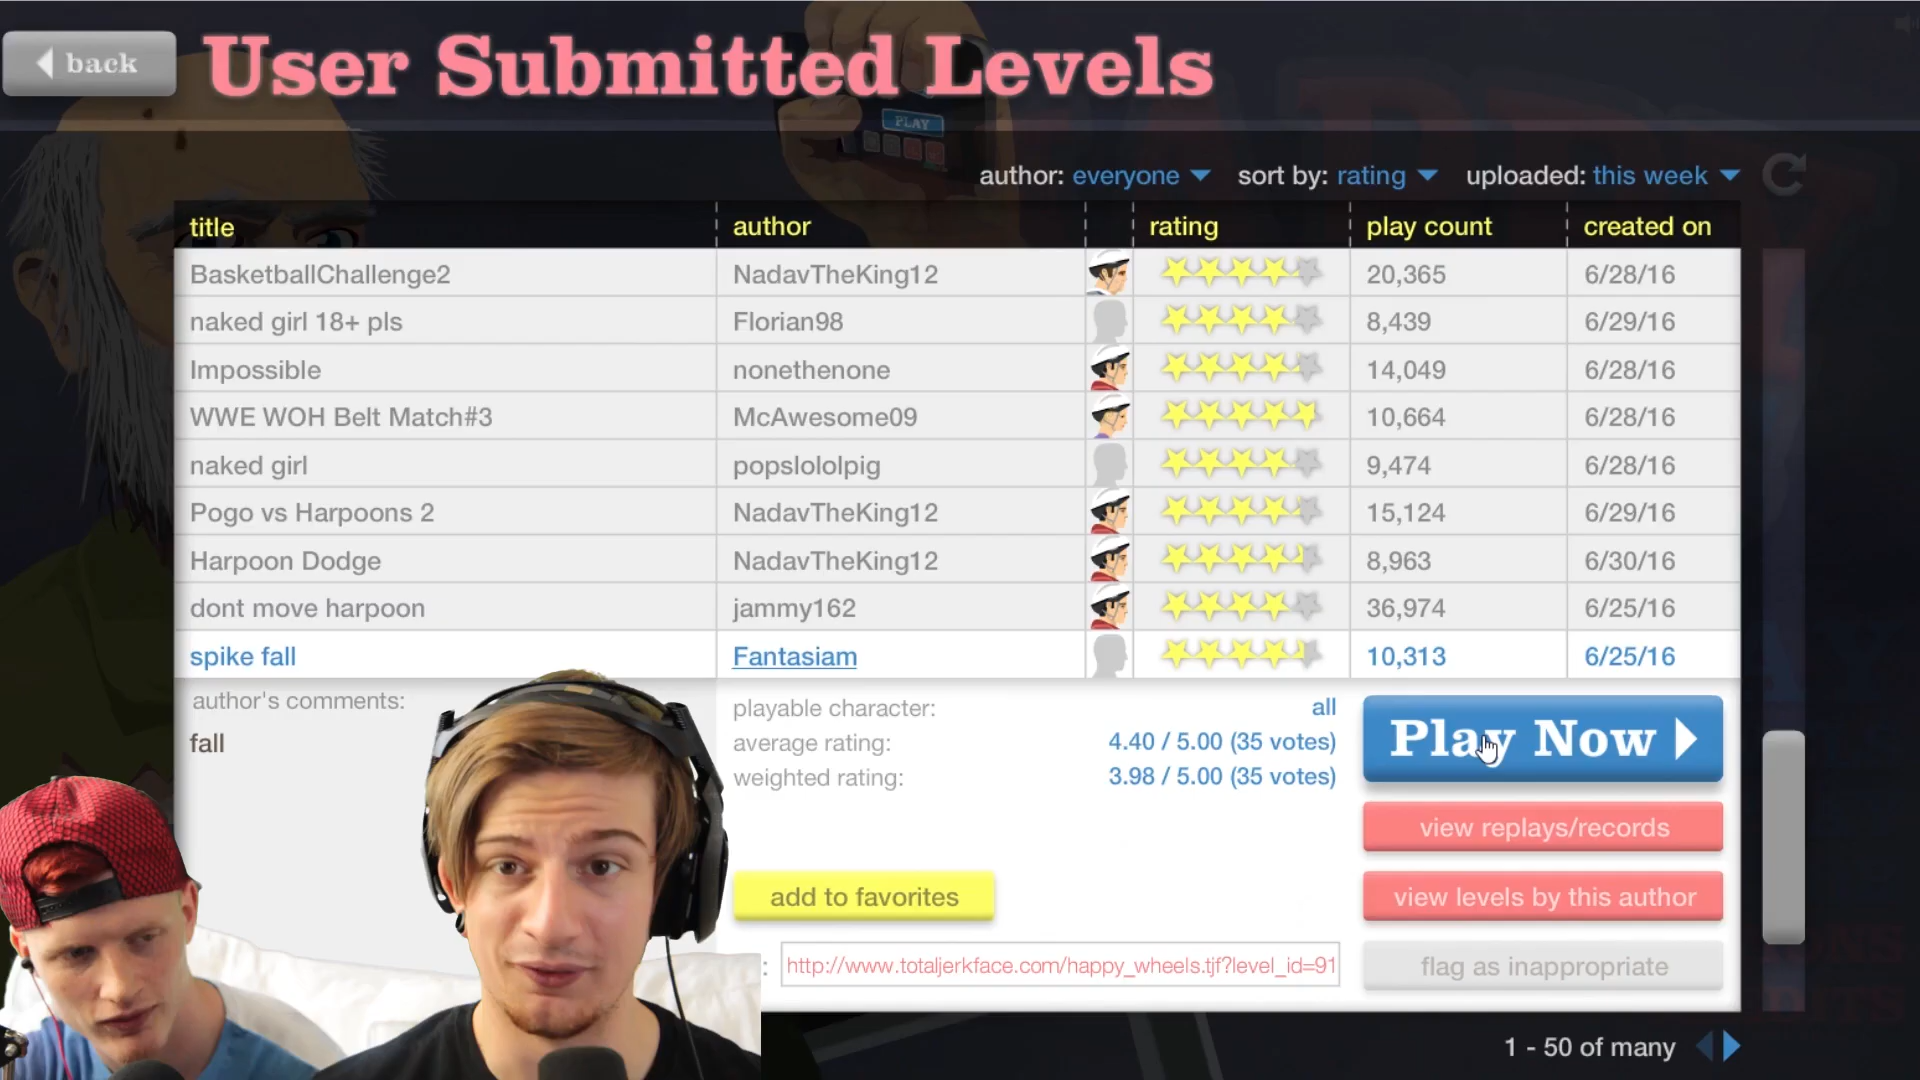 back
User Submitted Levels
PLAY
author: everyone sort by: rating uploaded: this week
title author rating play count created on
BasketballChallenge2 NadavTheKing12 20,365 6/28/16
naked girl 18+ pls Florian98 8,439 6/29/16
Impossible nonethenone 14,049 6/28/16
WWE WOH Belt Match#3 McAwesome09 10,664 6/28/16
naked girl popslololpig 9,474 6/28/16
Pogo vs Harpoons 2 NadavTheKing12 15,124 6/29/16
Harpoon Dodge NadavTheKing12 8,963 6/30/16
dont move harpoon jammy162 36,974 6/25/16
spike fall Fantasiam 10,313 6/25/16
author's comments:
fall
playable character: all
average rating: 4.40 / 5.00 (35 votes)
weighted rating: 3.98 / 5.00 (35 votes)
Play Now
view replays/records
add to favorites
view levels by this author
: http://www.totaljerkface.com/happy_wheels.tjf?level_id=91
flag as inappropriate
1 - 50 of many